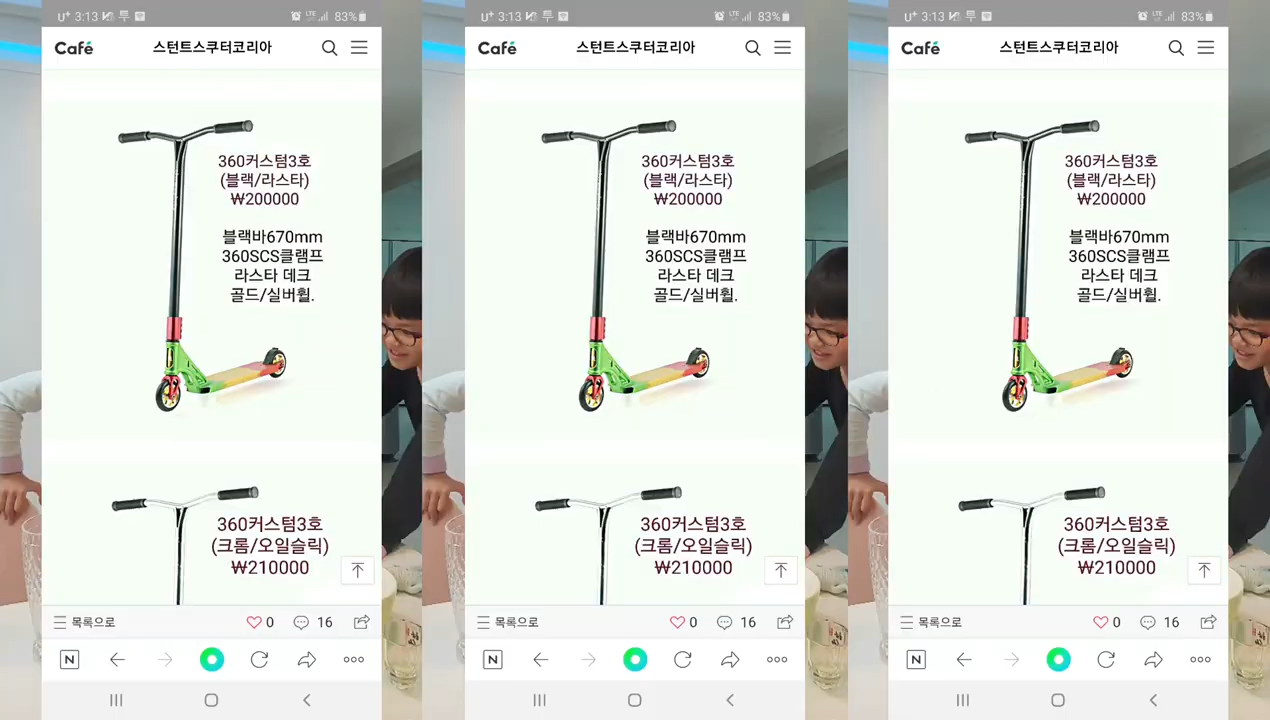 U+ 3:13 투 LTE 83%
Café 스턴트스쿠터코리아
360커스텀3호
(블랙/라스타)
₩200000
블랙바670mm
360SCS클램프
라스타 데크
골드/실버휠.
360커스텀3호
(크롬/오일슬릭)
₩210000
목록으로 0 16
N
U+ 3:13 투 LTE 83%
Café 스턴트스쿠터코리아
360커스텀3호
(블랙/라스타)
₩200000
블랙바670mm
360SCS클램프
라스타 데크
골드/실버휠.
360커스텀3호
(크롬/오일슬릭)
₩210000
목록으로 0 16
N
U+ 3:13 투 LTE 83%
Café 스턴트스쿠터코리아
360커스텀3호
(블랙/라스타)
₩200000
블랙바670mm
360SCS클램프
라스타 데크
골드/실버휠.
360커스텀3호
(크롬/오일슬릭)
₩210000
목록으로 0 16
N